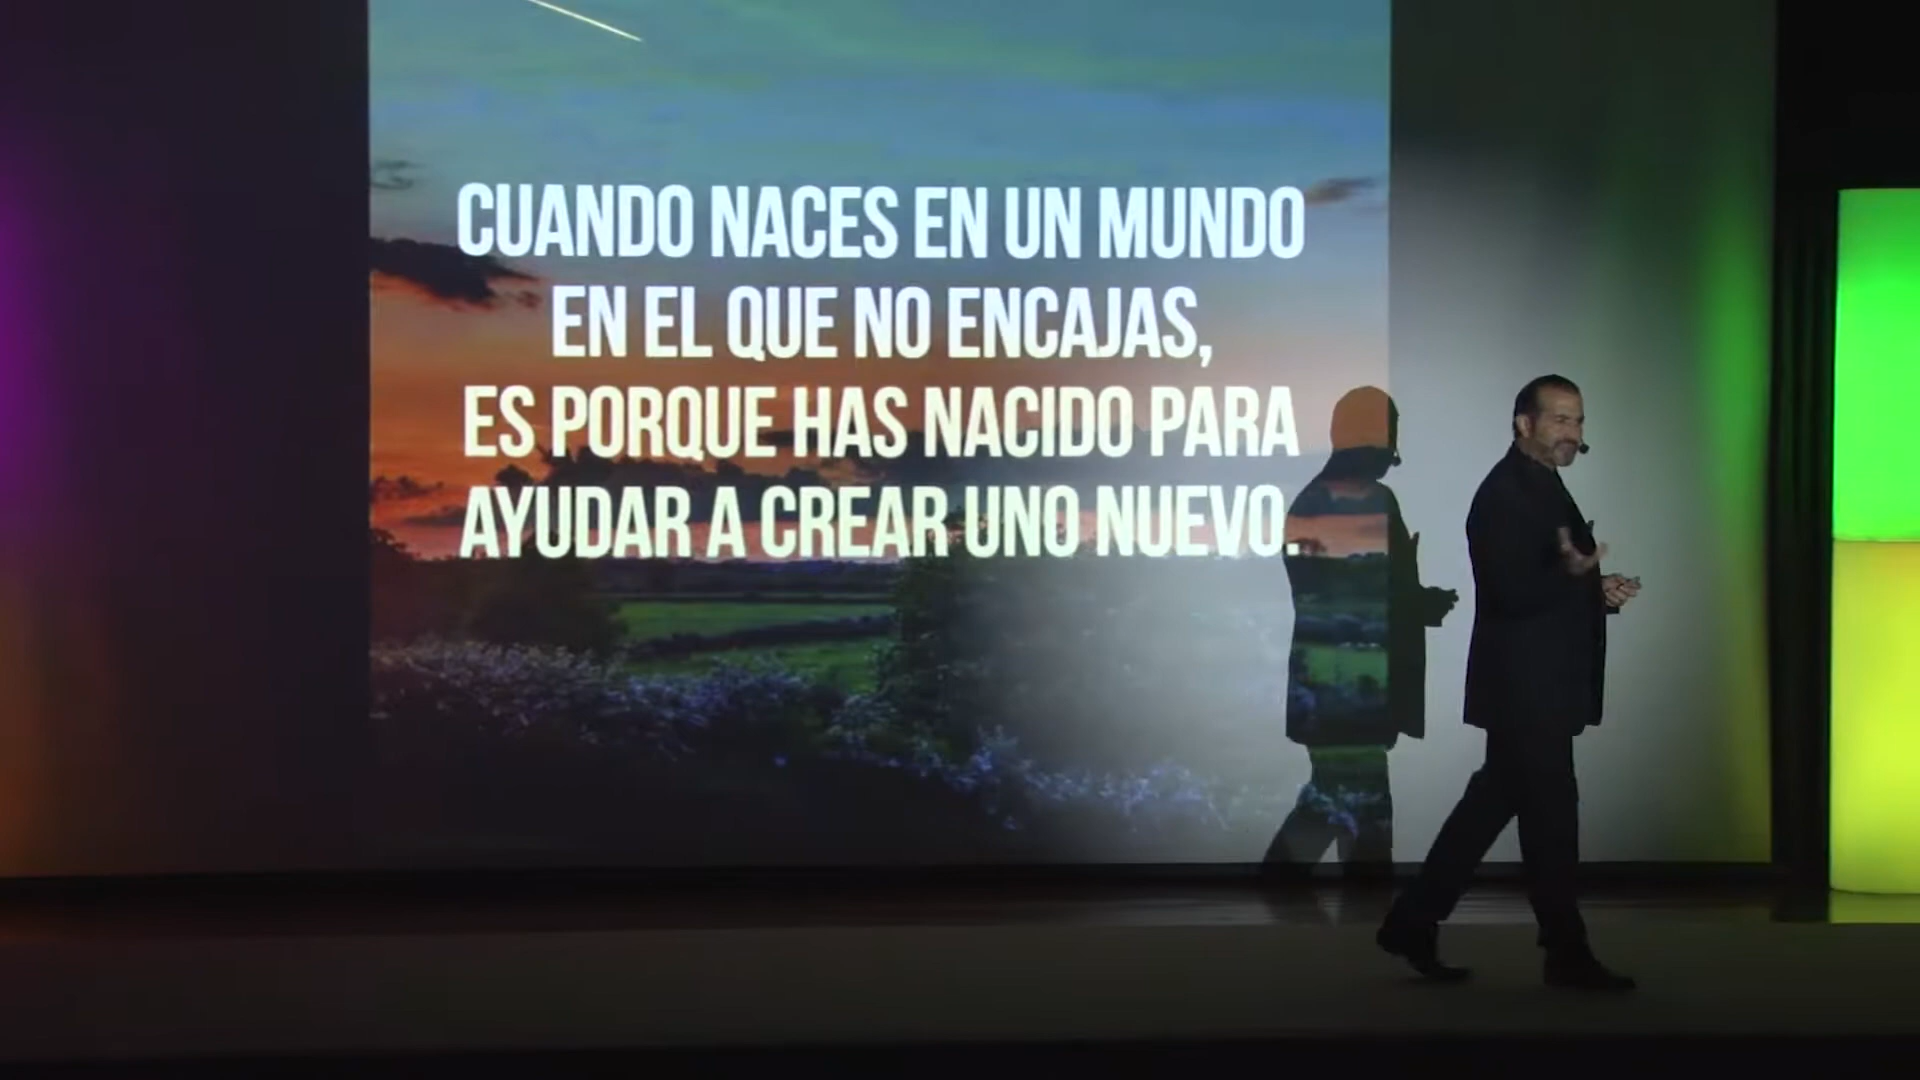 CUANDO NACES EN UN MUNDO
EN EL QUE NO ENCAJAS,
ES PORQUE HAS NACIDO PARA
AYUDAR A CREAR UNO NUEVO.